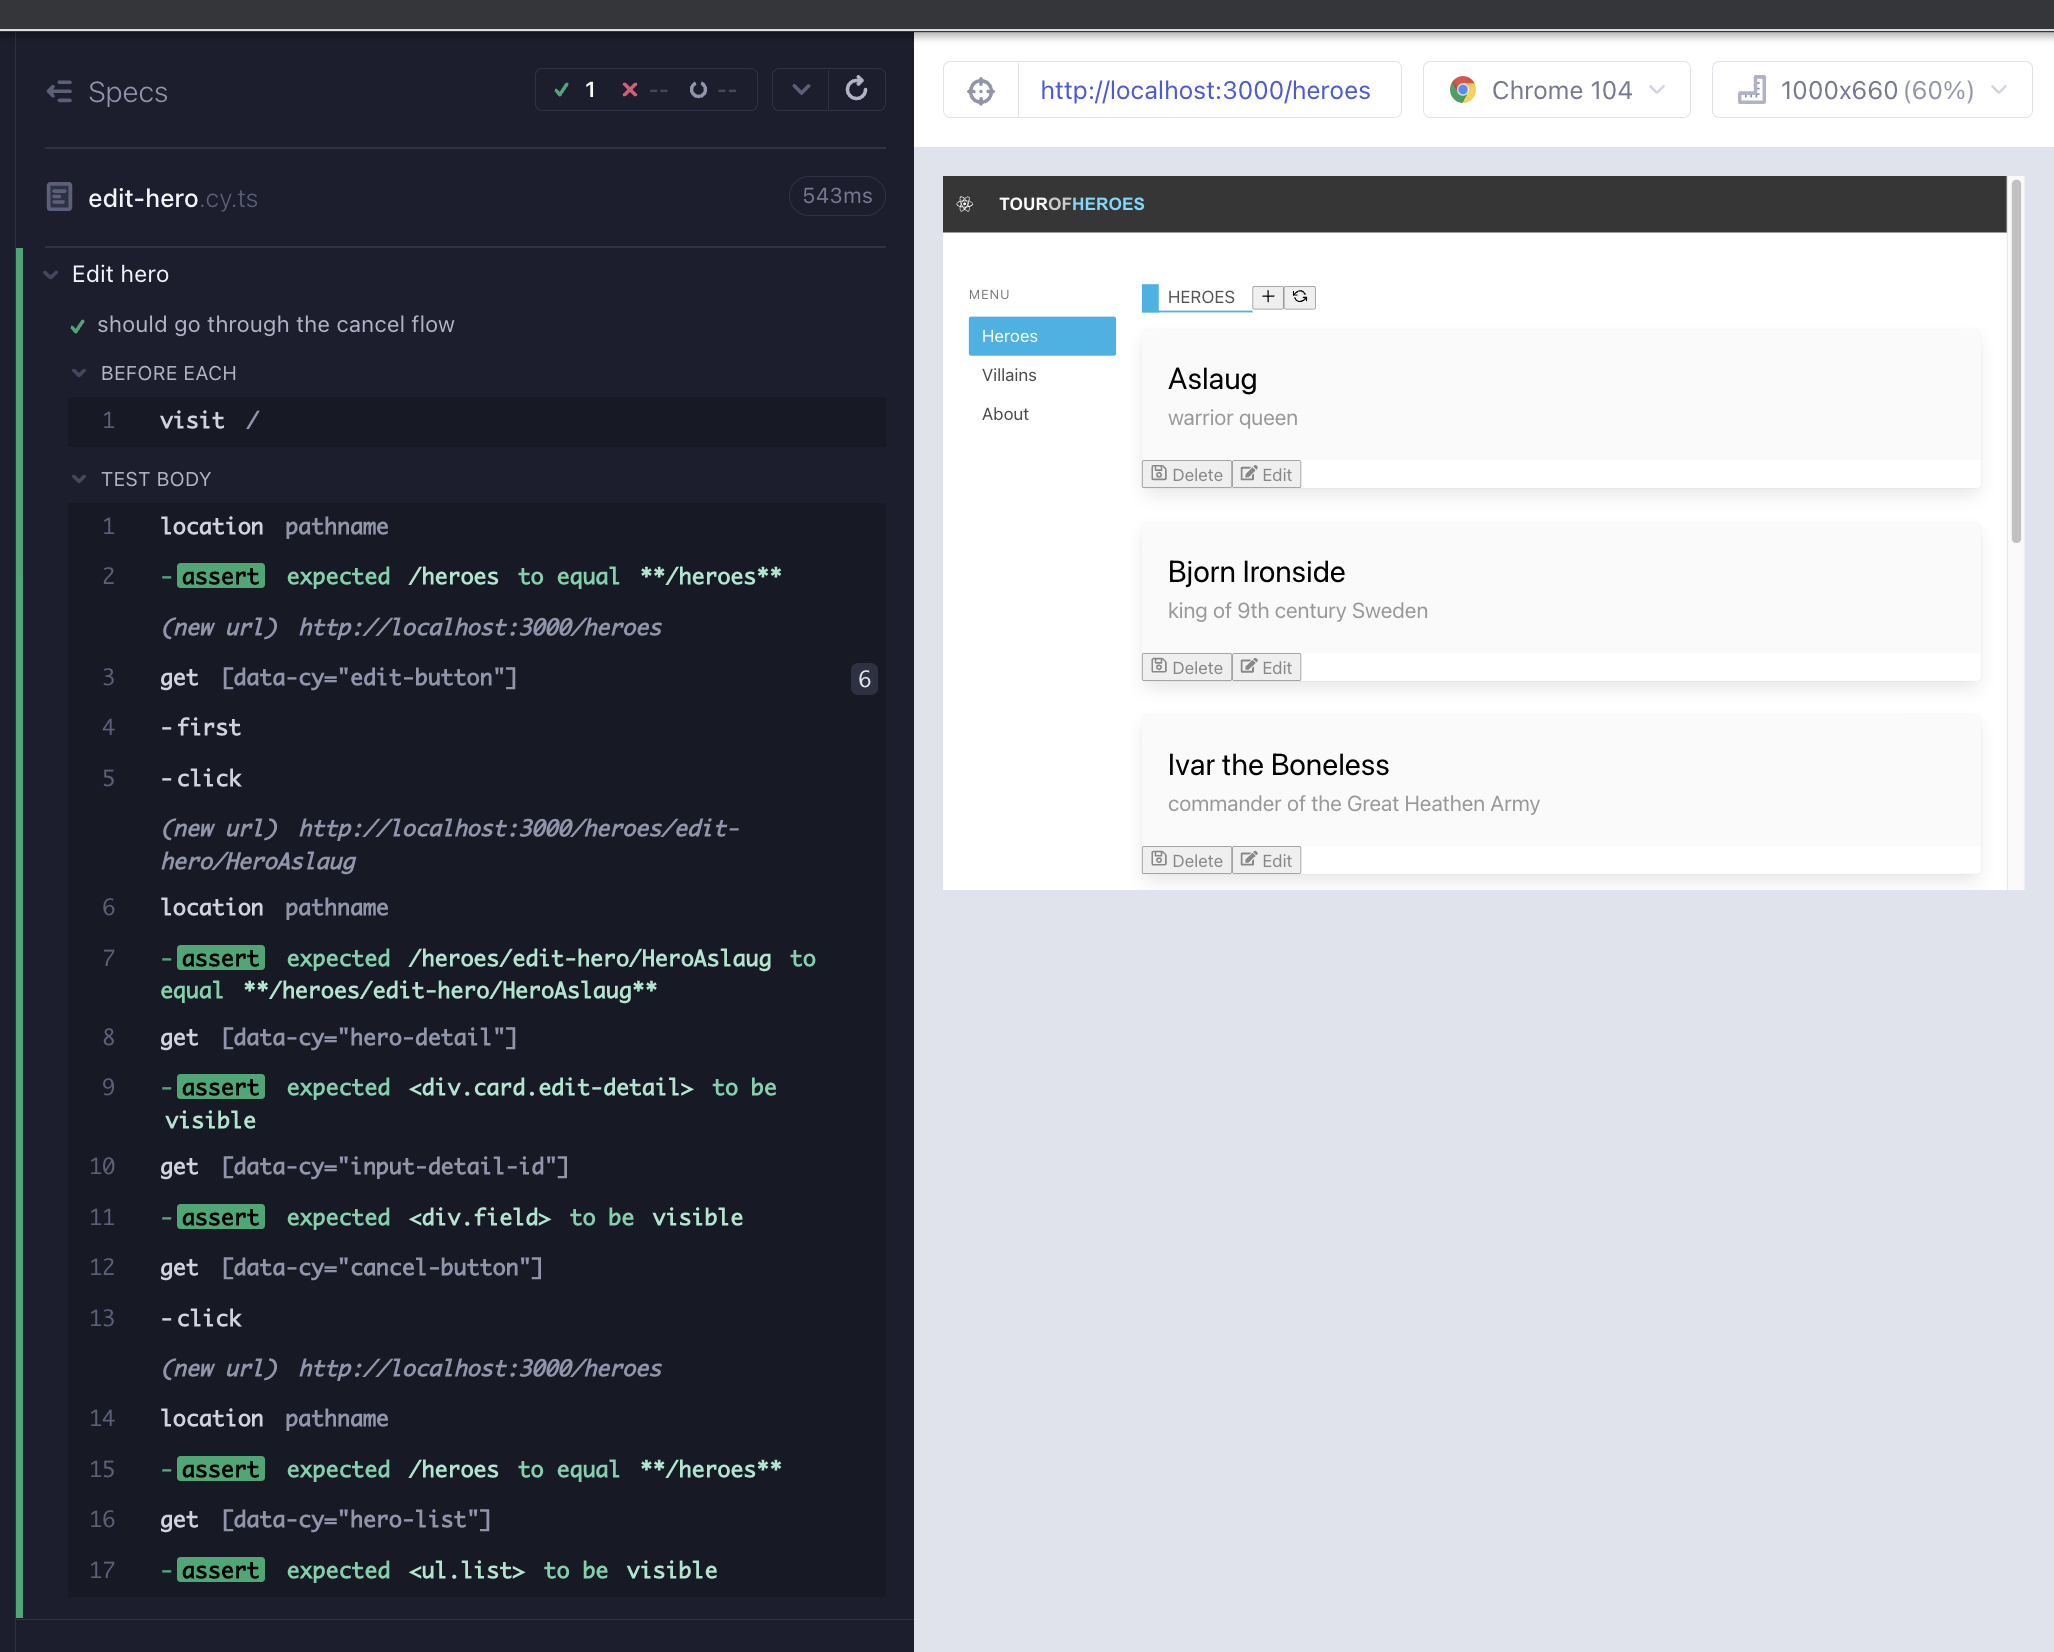 Specs
1 -- --
edit-hero.cy.ts
543ms
Edit hero
should go through the cancel flow
BEFORE EACH
1 visit /
TEST BODY
1 location pathname
2 -assert expected /heroes to equal **/heroes**
(new url) http://localhost:3000/heroes
3 get [data-cy="edit-button"] 6
4 -first
5 -click
(new url) http://localhost:3000/heroes/edit-
hero/HeroAslaug
6 location pathname
7 -assert expected /heroes/edit-hero/HeroAslaug to
equal **/heroes/edit-hero/HeroAslaug**
8 get [data-cy="hero-detail"]
9 -assert expected <div.card.edit-detail> to be
visible
10 get [data-cy="input-detail-id"]
11 -assert expected <div.field> to be visible
12 get [data-cy="cancel-button"]
13 -click
(new url) http://localhost:3000/heroes
14 location pathname
15 -assert expected /heroes to equal **/heroes**
16 get [data-cy="hero-list"]
17 -assert expected <ul.list> to be visible
http://localhost:3000/heroes
Chrome 104
1000x660 (60%)
TOUROFHEROES
MENU
Heroes
Villains
About
HEROES +
Aslaug
warrior queen
Delete Edit
Bjorn Ironside
king of 9th century Sweden
Delete Edit
Ivar the Boneless
commander of the Great Heathen Army
Delete Edit